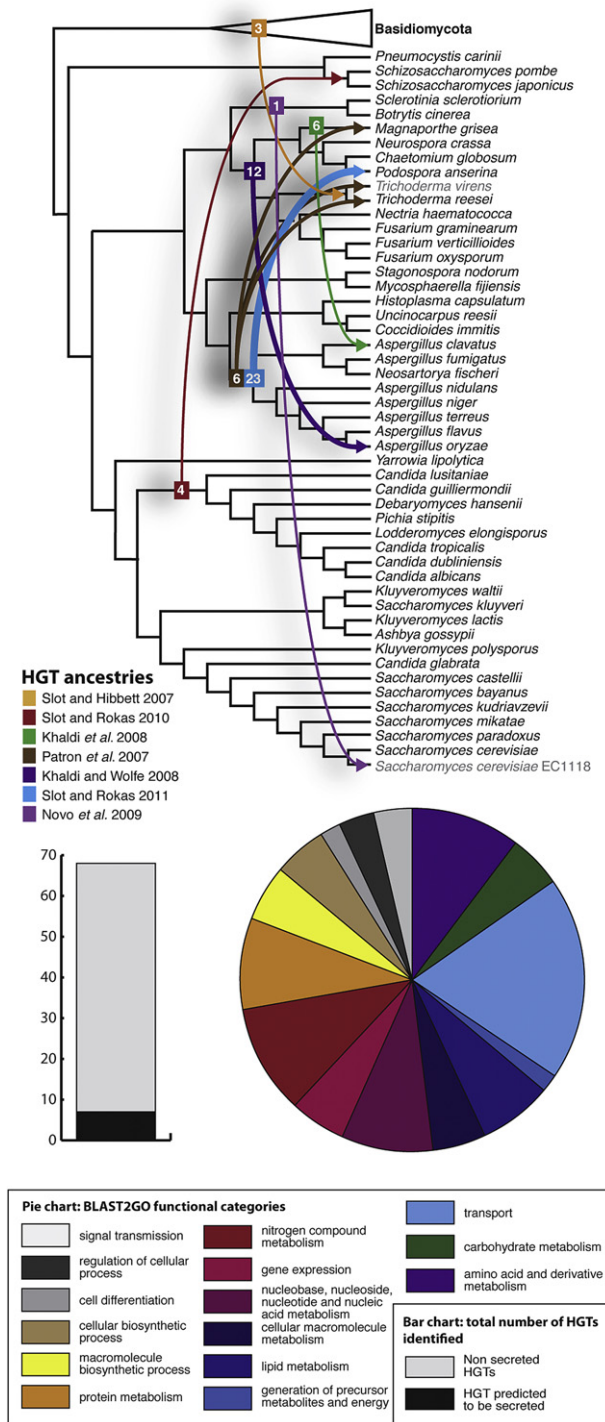 3
Basidiomycota
Pneumocystis carinii
Schizosaccharomyces pombe
Schizosaccharomyces japonicus
Sclerotinia sclerotiorium
1
Botrytis cinerea
6
Magnaporthe grisea
Neurospora crassa
Chaetomium globosum
12
Podospora anserina
Trichoderma virens
Trichoderma reesei
Nectria haematococca
Fusarium graminearum
Fusarium verticillioides
Fusarium oxysporum
Stagonospora nodorum
Mycosphaerella fijiensis
Histoplasma capsulatum
Uncinocarpus reesii
Coccidioides immitis
Aspergillus clavatus
Aspergillus fumigatus
6 23
Neosartorya fischeri
Aspergillus nidulans
Aspergillus niger
Aspergillus terreus
Aspergillus flavus
Aspergillus oryzae
Yarrowia lipolytica
Candida lusitaniae
4
Candida guilliermondii
Debaryomces hansenii
Pichia stipitis
Lodderomyces elongisporus
Candida tropicalis
Candida dubliniensis
Candida albicans
Kluyveromyces waltii
Saccharomyces kluyveri
Kluyveromyces lactis
Ashbya gossypii
Kluyveromyces polysporus
Candida glabrata
Saccharomyces castellii
Saccharomyces bayanus
Saccharomyces kudriavzevii
Saccharomyces mikatae
Saccharomyces paradoxus
Saccharomyces cerevisiae
Saccharomyces cerevisiae EC1118
HGT ancestries
Slot and Hibbett 2007
Slot and Rokas 2010
Khaldi et al. 2008
Patron et al. 2007
Khaldi and Wolfe 2008
Slot and Rokas 2011
Novo et al. 2009
70
60
50
40
30
20
10
0
Pie chart: BLAST2GO functional categories
signal transmission
regulation of cellular
process
cell differentiation
cellular biosynthetic
process
macromolecule
biosynthetic process
protein metabolism
nitrogen compound
metabolism
gene expression
nucleobase, nucleoside,
nucleotide and nucleic
acid metabolism
cellular macromolecule
metabolism
lipid metabolism
generation of precursor
metabolites and energy
transport
carbohydrate metabolism
amino acid and derivative
metabolism
Bar chart: total number of HGTs
identified
Non secreted
HGTs
HGT predicted
to be secreted